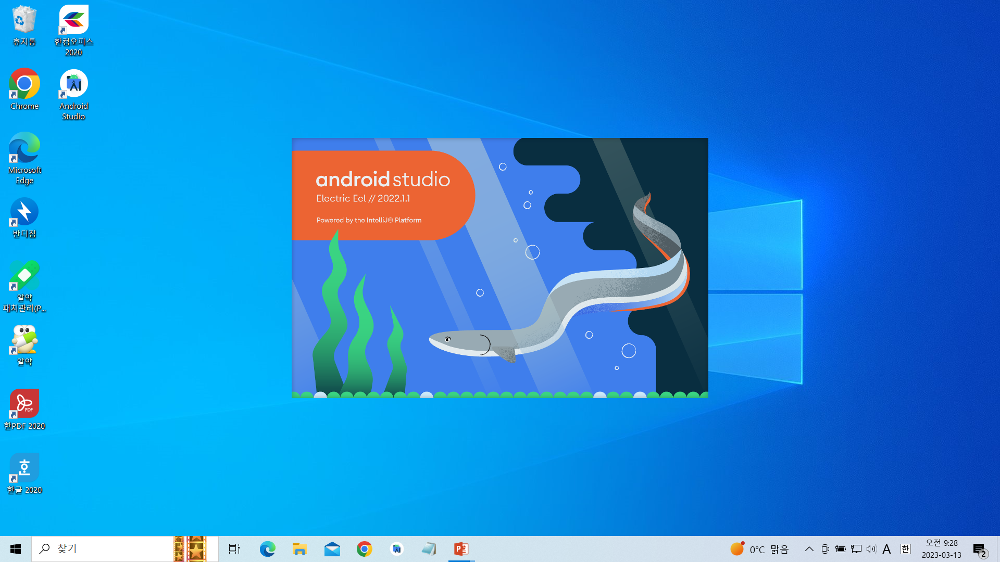 휴지통
한컴오피스
2020
Chrome
Android
Studio
Microsoft
Edge
반디집
알약
패치관리(P...
알약
PDF
한PDF 2020
한글 2020
android studio
Electric Eel // 2022.1.1
Powered by the IntelliJ® Platform
찾기
0°C 맑음
A
한
오전 9:28
2023-03-13
2